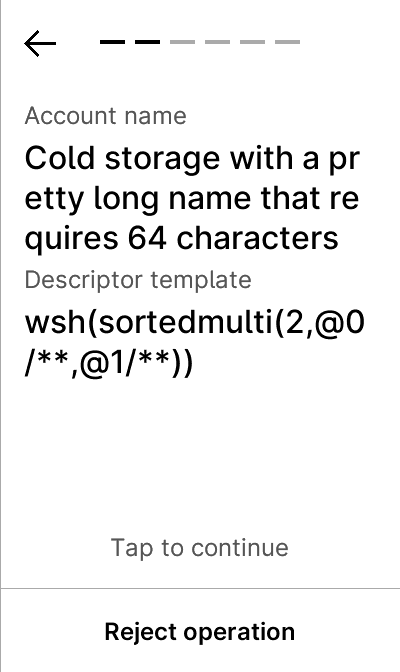 Account name
Cold storage with a pr
etty long name that re
quires 64 characters
Descriptor template
wsh(sortedmulti(2,@0
/**,@1/**))
Tap to continue
Reject operation